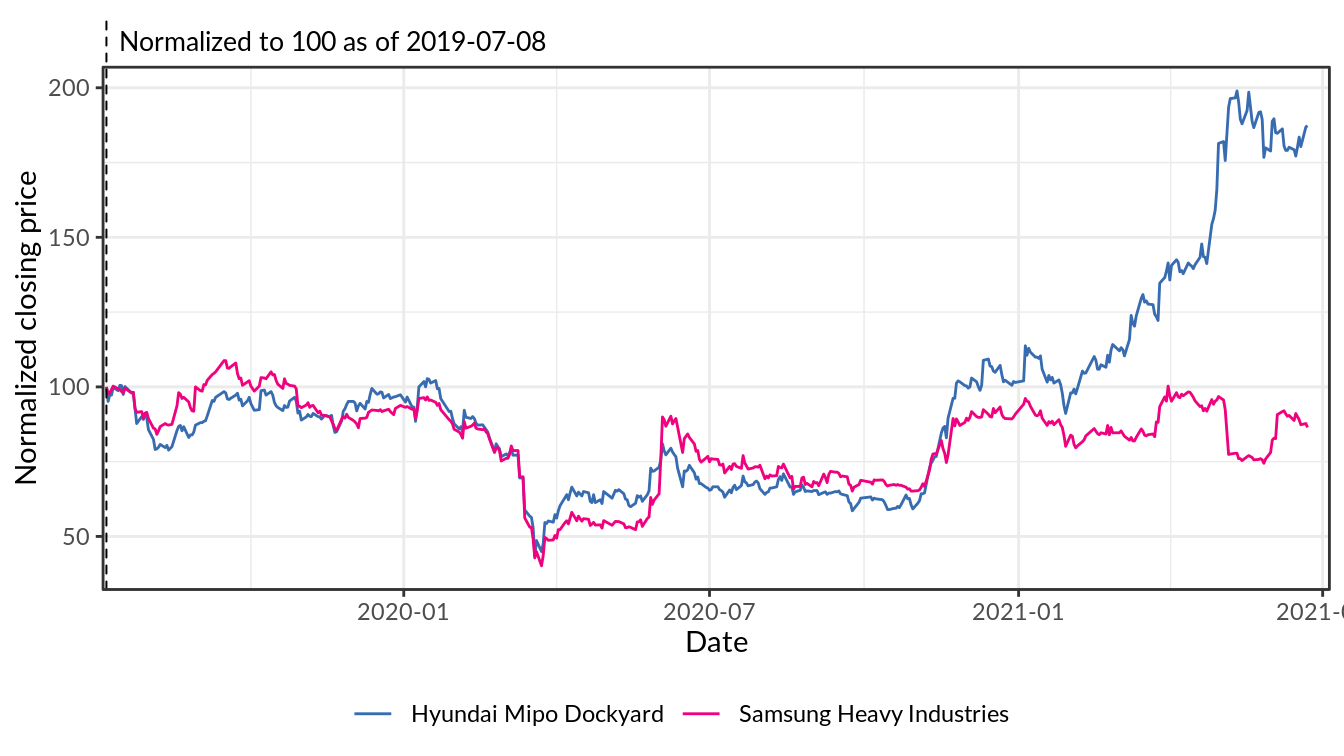 Normalized to 100 as of 2019-07-08
Normalized closing price
200
150
100
50
2020-01
2020-07
2021-01
Date
Hyundai Mipo Dockyard
Samsung Heavy Industries